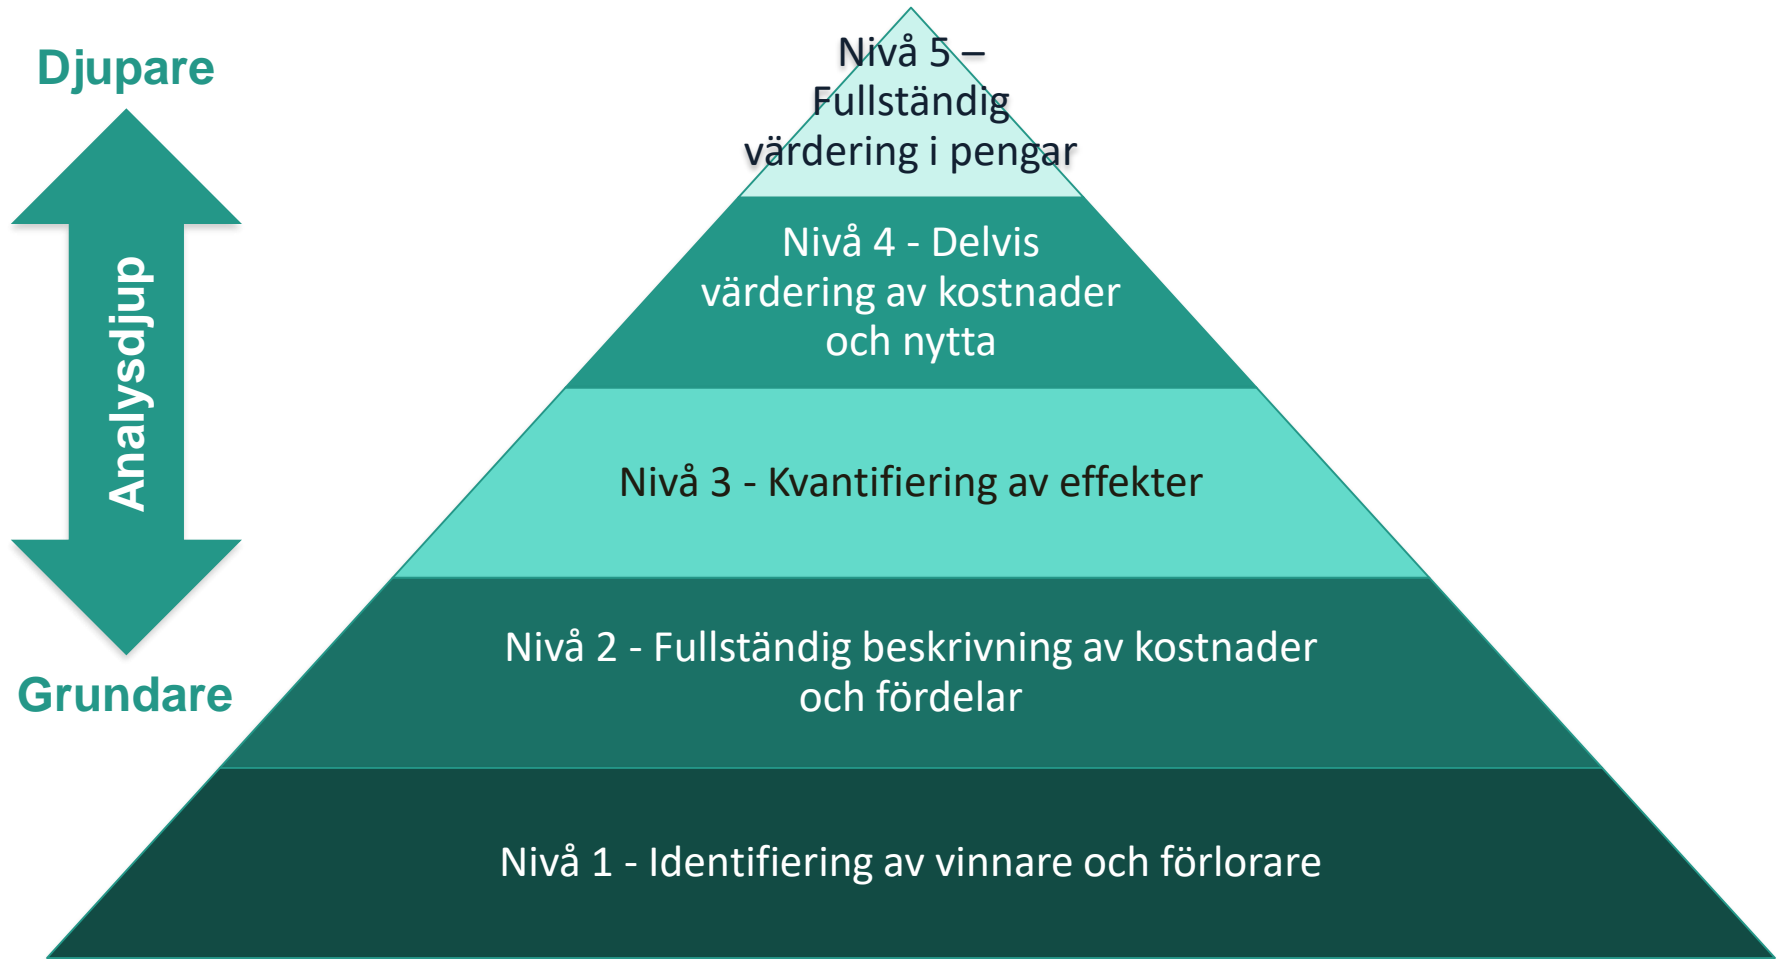 Djupare
Analysdjup
Grundare
Nivå 5 –
Fullständig
värdering i pengar
Nivå 4 - Delvis
värdering av kostnader
och nytta
Nivå 3 - Kvantifiering av effekter
Nivå 2 - Fullständig beskrivning av kostnader
och fördelar
Nivå 1 - Identifiering av vinnare och förlorare